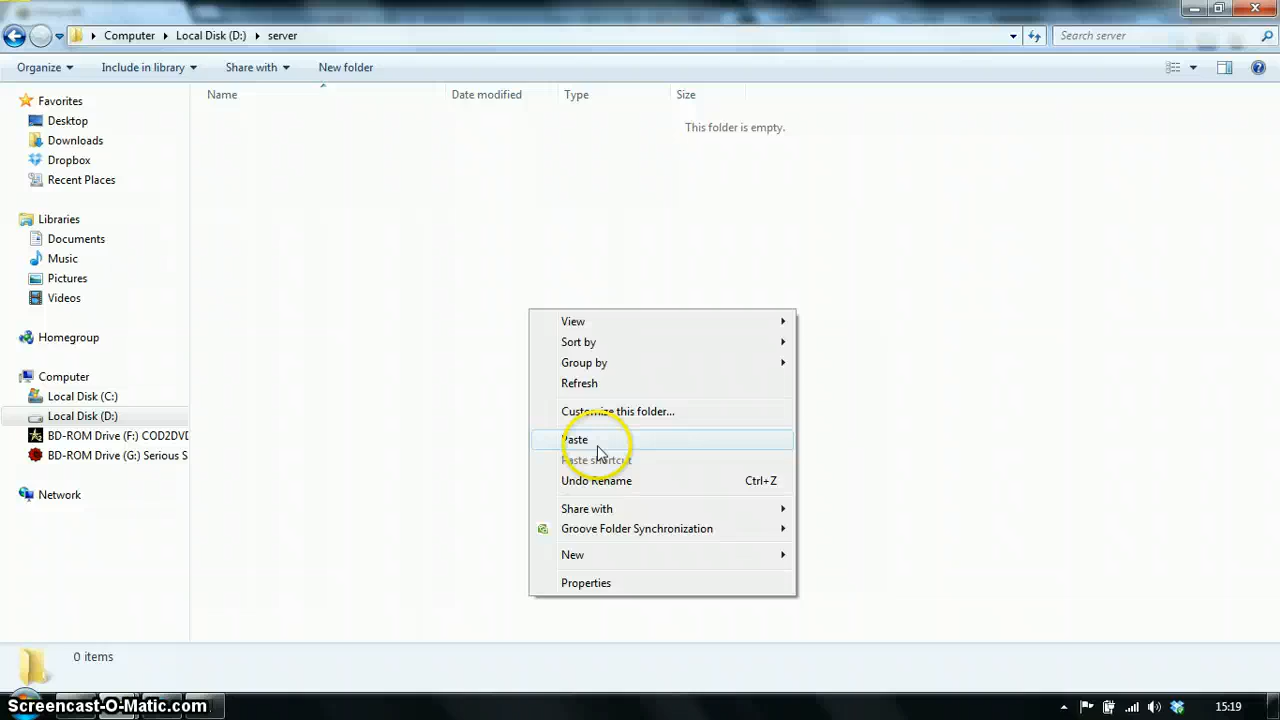 Computer
Local Disk (D:)
server
Search server
Organize
Include in library
Share with
New folder
Name
Date modified
Type
Size
This folder is empty.
Favorites
Desktop
Downloads
Dropbox
Recent Places
Libraries
Documents
Music
Pictures
Videos
Homegroup
Computer
Local Disk (C:)
Local Disk (D:)
BD-ROM Drive (F:) COD2DVD
BD-ROM Drive (G:) Serious S
Network
View
Sort by
Group by
Refresh
Customize this folder...
Paste
Paste shortcut
Undo Rename Ctrl+Z
Share with
Groove Folder Synchronization
New
Properties
0 items
Screencast-O-Matic.com
15:19